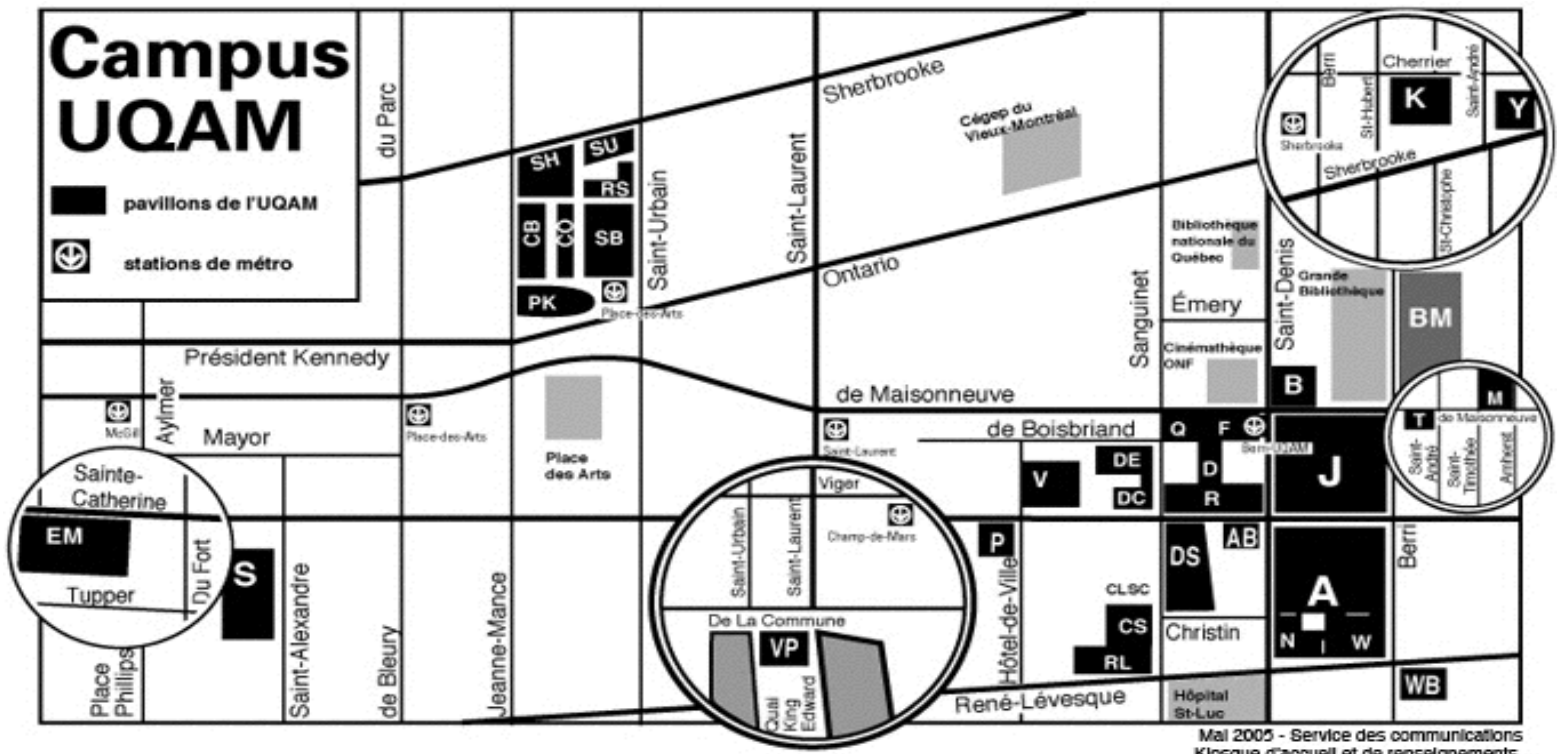 Campus
UQAM
pavillons de l'UQAM
stations de métro
du Parc
Sherbrooke
Cégep du
Vieux-Montréal
SH
SU
RS
CB
CO
SB
PK
Place-des-Arts
Saint-Urbain
Saint-Laurent
Ontario
Sanguinet
Bibliothèque
nationale du
Québec
Émery
Cinémathèque
ONF
Saint-Denis
Grande
Bibliothèque
BM
B
Berri
Cherrier
St-Hubert
K
Saint-André
Y
Sherbrooke
Sherbrooke
St-Christophe
Président Kennedy
de Maisonneuve
McGill
Aylmer
Mayor
Place-des-Arts
Place
des Arts
Saint-Laurent
de Boisbriand
Q
F
Berri-UQAM
D
R
V
DE
DC
J
T
M
de Maisonneuve
Saint-
André
Saint-
Timothée
Amherst
Sainte-
Catherine
EM
Tupper
Du Fort
S
Place
Phillips
Saint-Alexandre
de Bleury
Jeanne-Mance
Viger
Saint-Urbain
Saint-Laurent
Champ-de-Mars
De La Commune
VP
Quai
King
Edward
P
Hôtel-de-Ville
CLSC
CS
RL
DS
AB
Christin
A
N
I
W
Berri
WB
René-Lévesque
Hôpital
St-Luc
Mai 2005 - Service des communications
Kiosque d'accueil et de renseignements